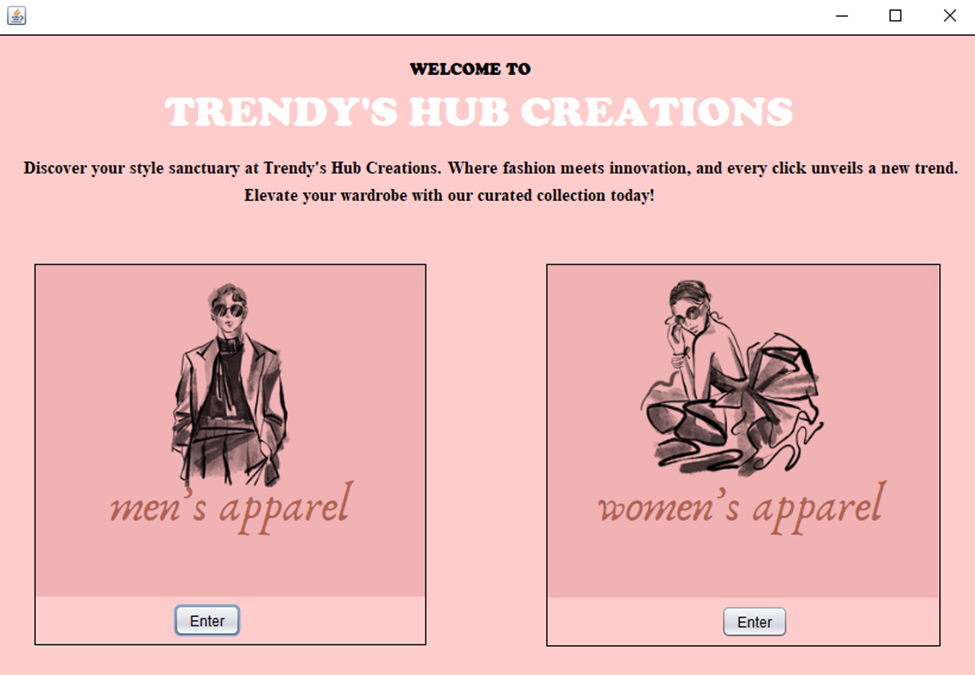 WELCOME TO
TRENDY'S HUB CREATIONS
Discover your style sanctuary at Trendy's Hub Creations. Where fashion meets innovation, and every click unveils a new trend.
Elevate your wardrobe with our curated collection today!
men's apparel
women's apparel
Enter
Enter